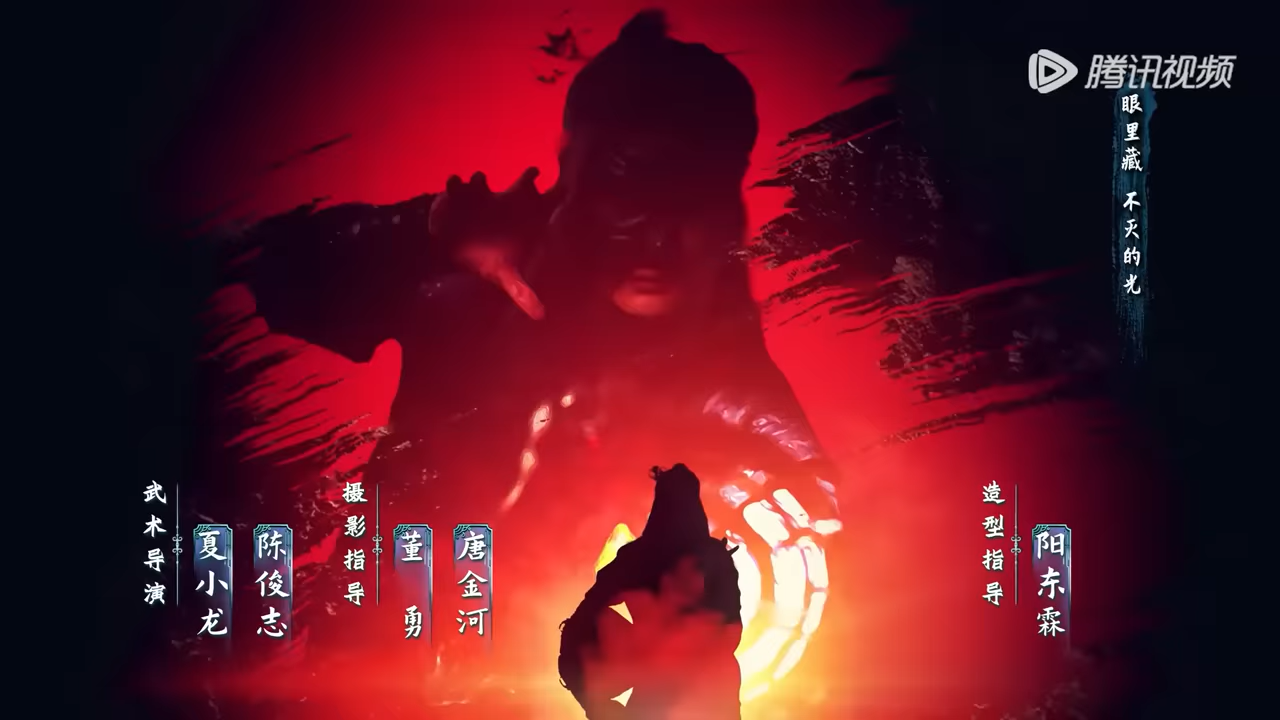 腾讯视频
眼里藏 不灭的光
武术导演
夏小龙
陈俊志
摄影指导
董勇
唐金河
造型指导
阳东霖